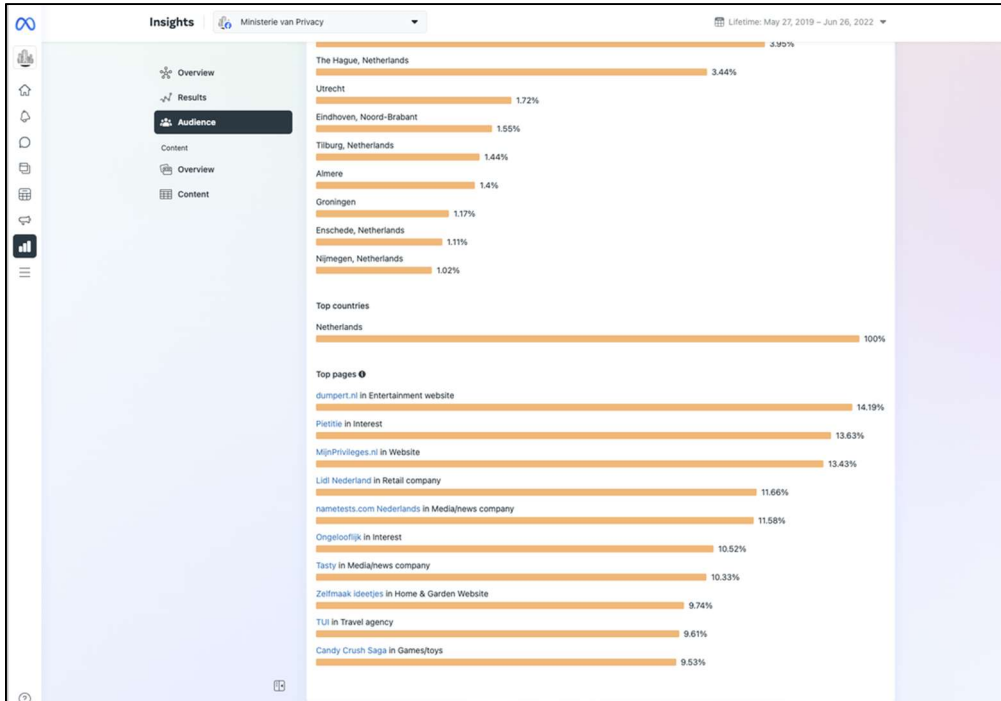 Insights
Ministerie van Privacy
Lifetime: May 27, 2019 – Jun 26, 2022
Overview
Results
Audience
Content
Overview
Content
3.95%
The Hague, Netherlands
3.44%
Utrecht
1.72%
Eindhoven, Noord-Brabant
1.55%
Tilburg, Netherlands
1.44%
Almere
1.4%
Groningen
1.17%
Enschede, Netherlands
1.11%
Nijmegen, Netherlands
1.02%
Top countries
Netherlands
100%
Top pages
dumpert.nl in Entertainment website
14.19%
Pietitie in Interest
13.63%
MijnPrivileges.nl in Website
13.43%
Lidl Nederland in Retail company
11.66%
nametests.com Nederlands in Media/news company
11.58%
Ongelooflijk in Interest
10.52%
Tasty in Media/news company
10.33%
Zelfmaak ideetjes in Home & Garden Website
9.74%
TUI in Travel agency
9.61%
Candy Crush Saga in Games/toys
9.53%